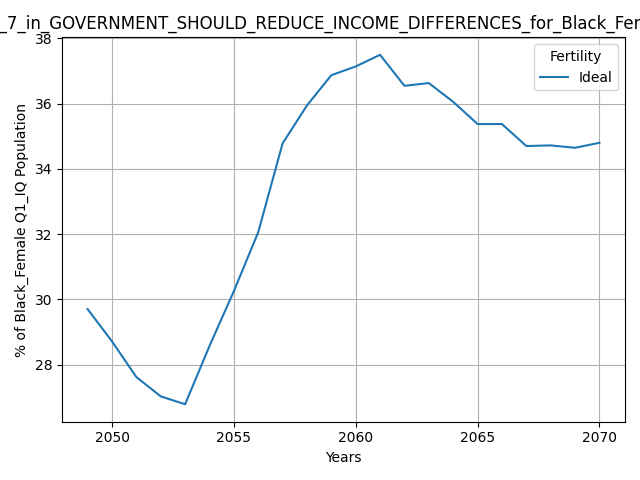 _7_in_GOVERNMENT_SHOULD_REDUCE_INCOME_DIFFERENCES_for_Black_Fer
Fertility
Ideal
% of Black_Female Q1_IQ Population
38
36
34
32
30
28
2050
2055
2060
2065
2070
Years